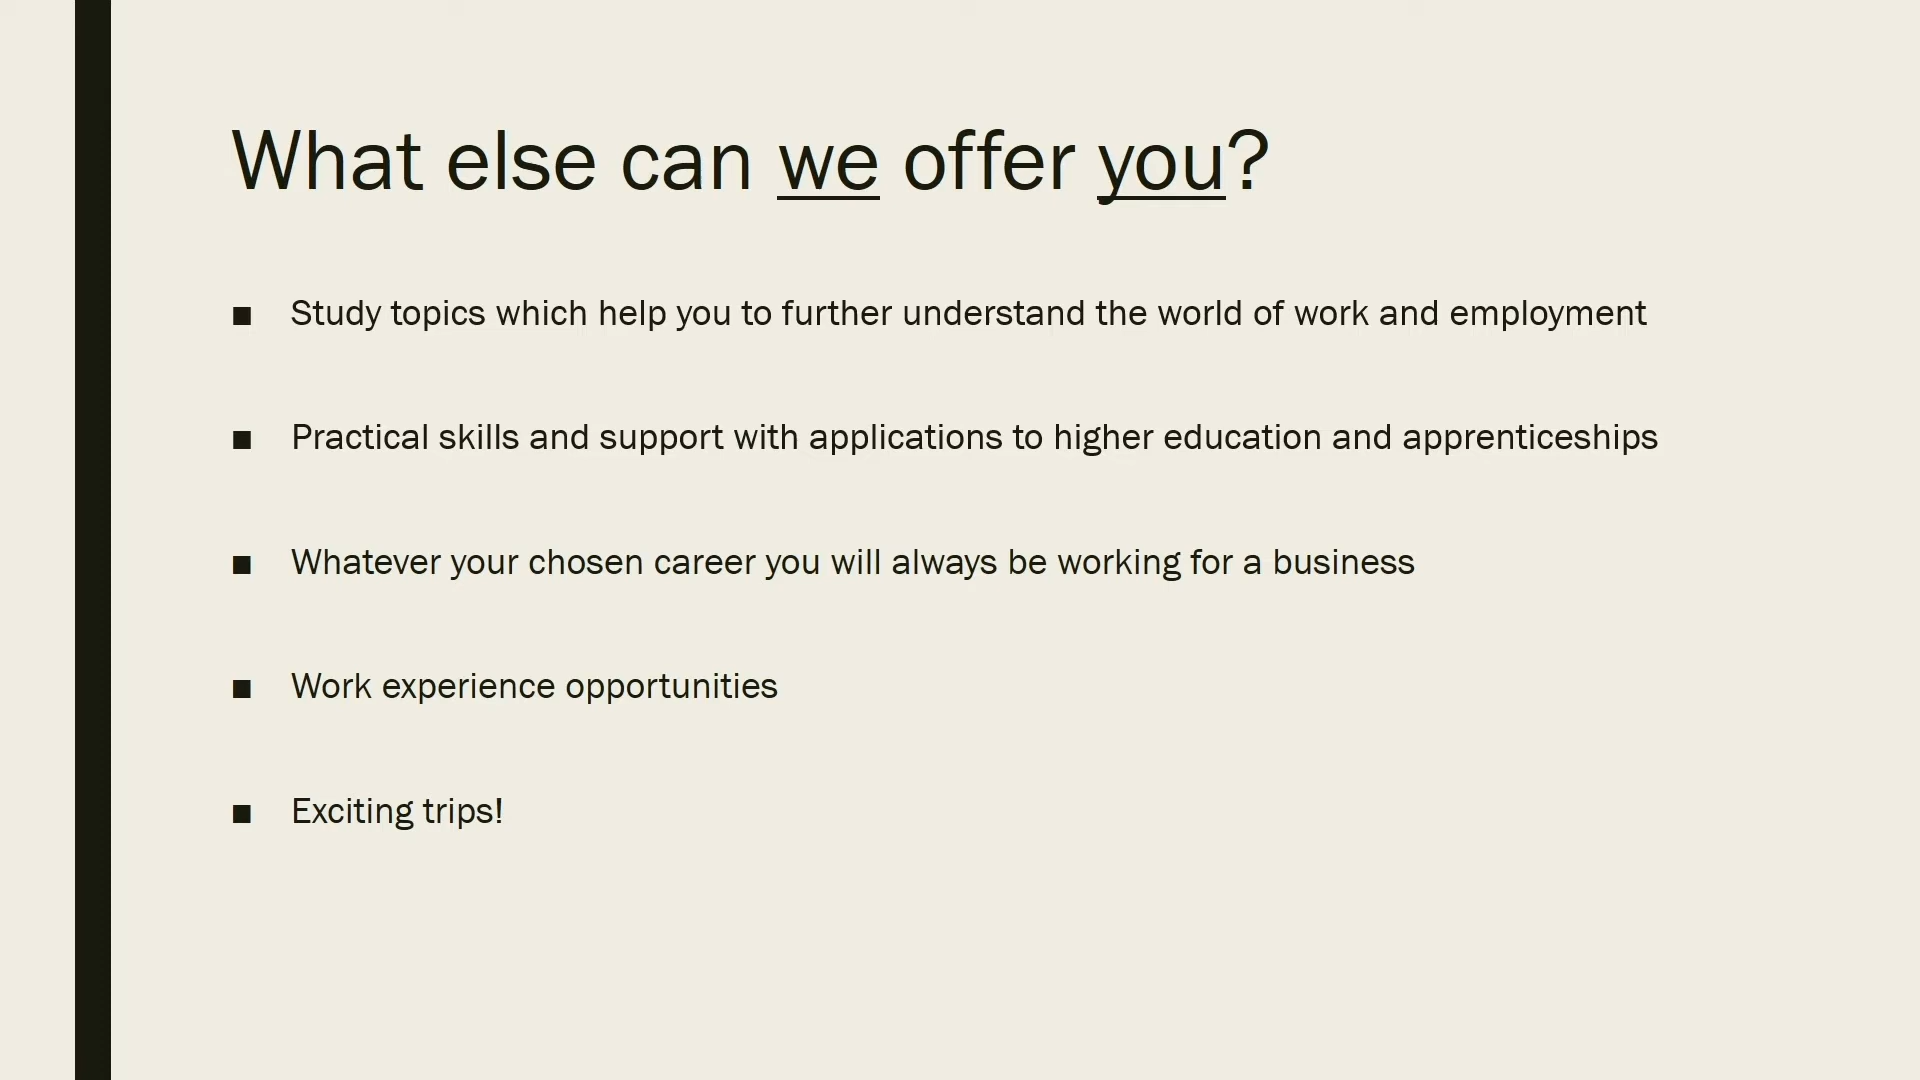 What else can we offer you?
■ Study topics which help you to further understand the world of work and employment
■ Practical skills and support with applications to higher education and apprenticeships
■ Whatever your chosen career you will always be working for a business
■ Work experience opportunities
■ Exciting trips!